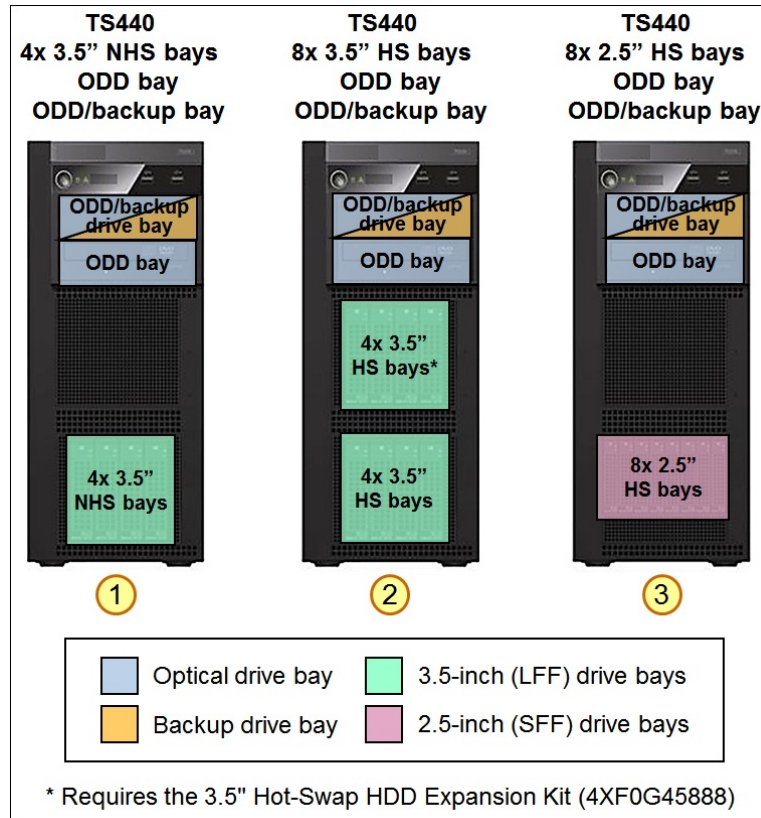 TS440
4x 3.5” NHS bays
ODD bay
ODD/backup bay
TS440
8x 3.5” HS bays
ODD bay
ODD/backup bay
TS440
8x 2.5” HS bays
ODD bay
ODD/backup bay
ODD/backup
drive bay
ODD bay
4x 3.5”
NHS bays
1
ODD/backup
drive bay
ODD bay
4x 3.5”
HS bays*
4x 3.5”
HS bays
2
ODD/backup
drive bay
ODD bay
8x 2.5”
HS bays
3
Optical drive bay
3.5-inch (LFF) drive bays
Backup drive bay
2.5-inch (SFF) drive bays
* Requires the 3.5" Hot-Swap HDD Expansion Kit (4XF0G45888)